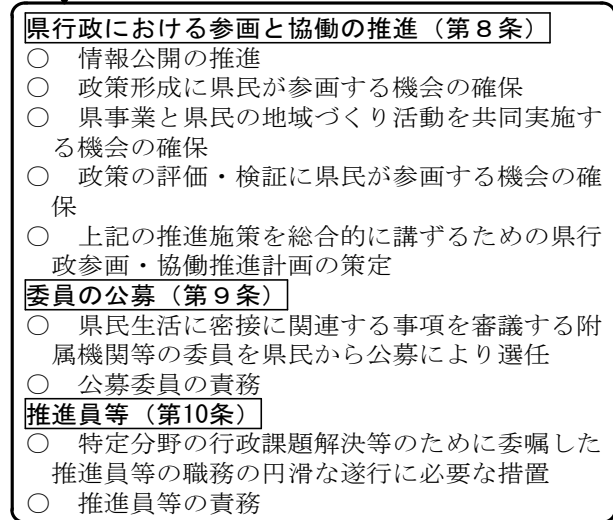 県行政における参画と協働の推進（第８条）
○　情報公開の推進
○　政策形成に県民が参画する機会の確保
○　県事業と県民の地域づくり活動を共同実施す
る機会の確保
○　政策の評価・検証に県民が参画する機会の確
保
○　上記の推進施策を総合的に講ずるための県行
政参画・協働推進計画の策定
委員の公募（第９条）
○　県民生活に密接に関連する事項を審議する附
属機関等の委員を県民から公募により選任
○　公募委員の責務
推進員等（第10条）
○　特定分野の行政課題解決等のために委嘱した
推進員等の職務の円滑な遂行に必要な措置
○　推進員等の責務